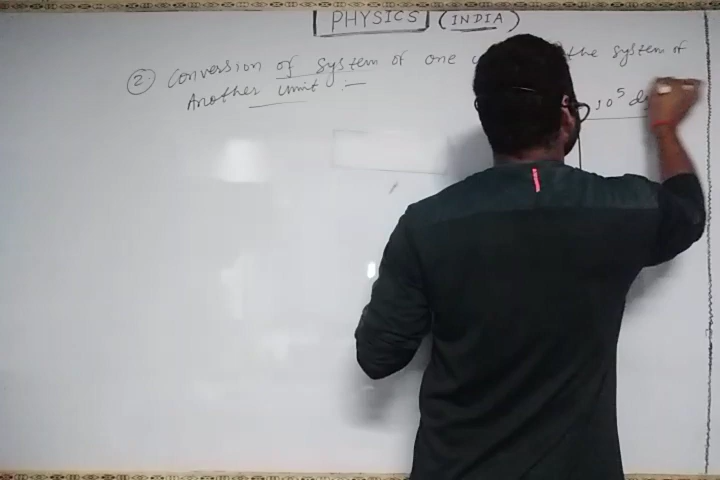 PHYSICS (INDIA)
② Conversion of system of one the system of
Another unit :-
10⁵